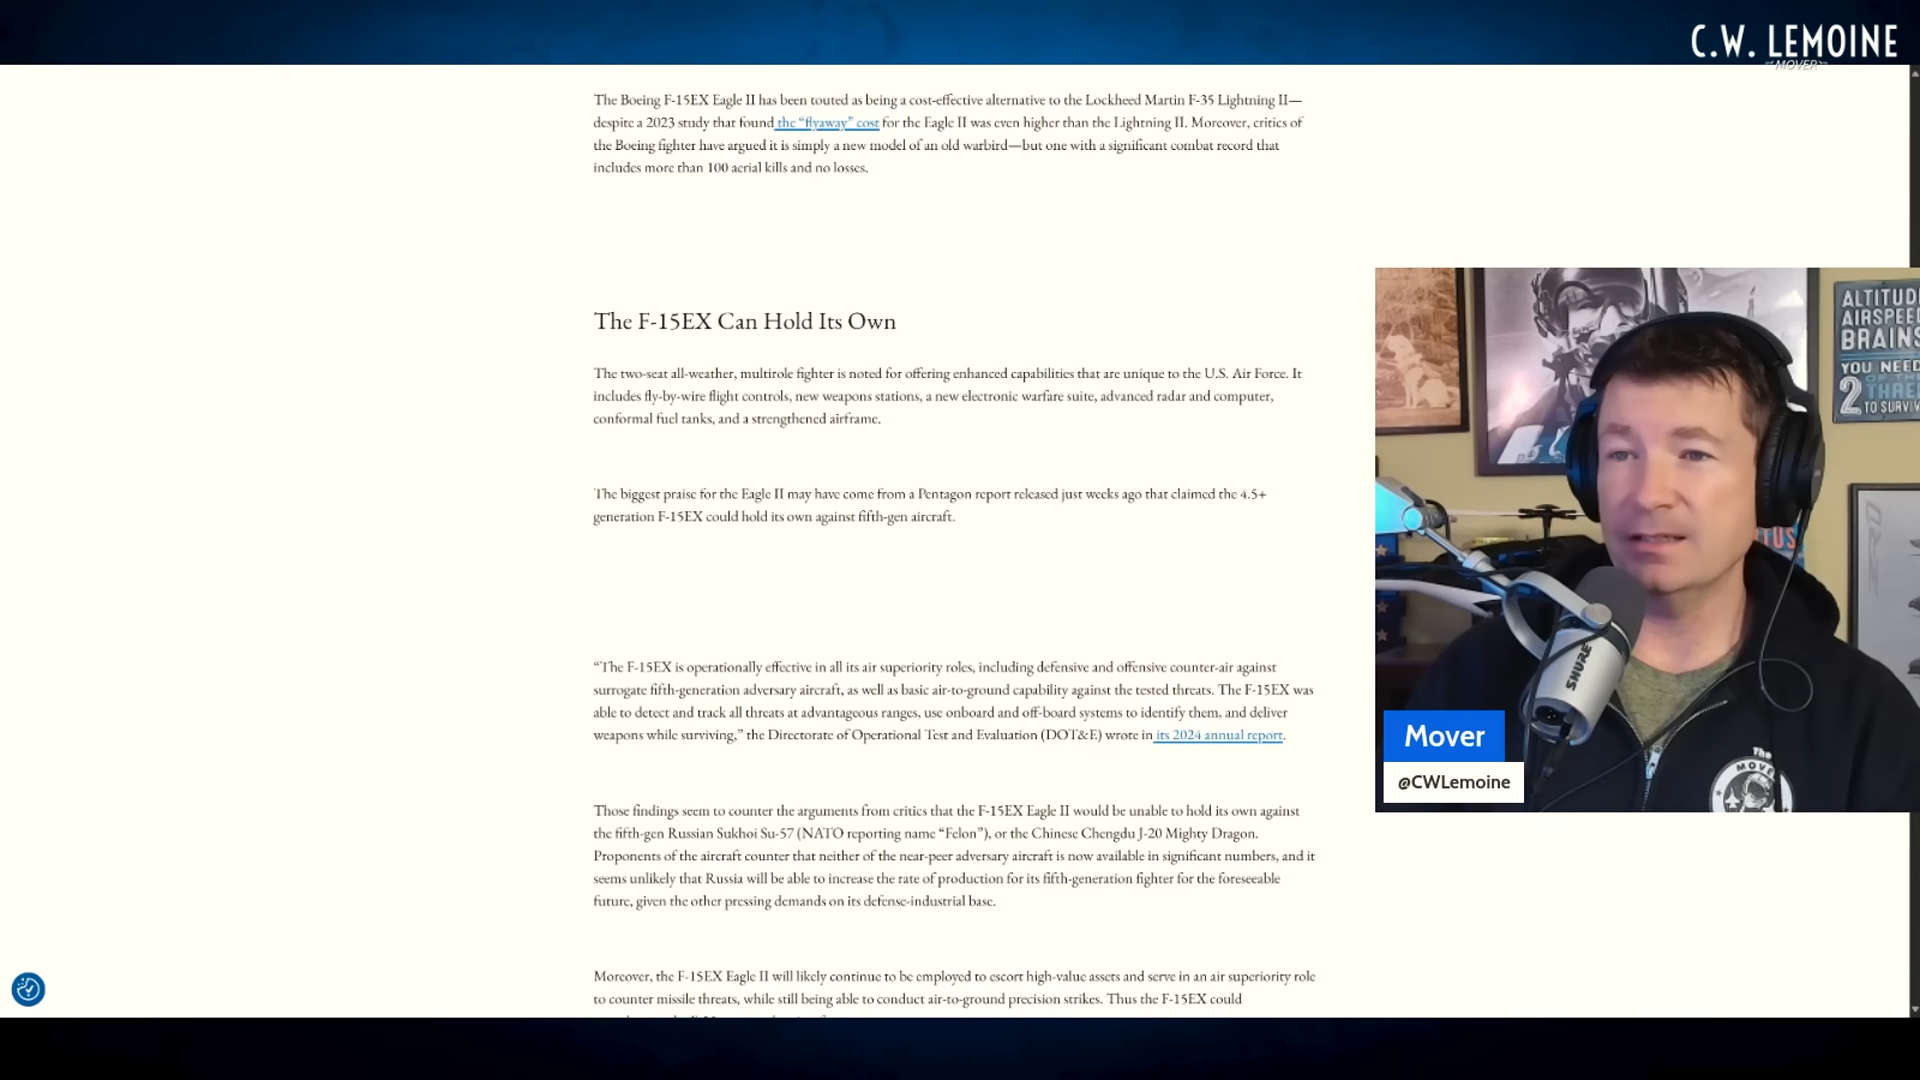 C.W. LEMOINE
"MOVER"
The Boeing F-15EX Eagle II has been touted as being a cost-effective alternative to the Lockheed Martin F-35 Lightning II—
despite a 2023 study that found the “flyaway” cost for the Eagle II was even higher than the Lightning II. Moreover, critics of
the Boeing fighter have argued it is simply a new model of an old warbird—but one with a significant combat record that
includes more than 100 aerial kills and no losses.
The F-15EX Can Hold Its Own
The two-seat all-weather, multirole fighter is noted for offering enhanced capabilities that are unique to the U.S. Air Force. It
includes fly-by-wire flight controls, new weapons stations, a new electronic warfare suite, advanced radar and computer,
conformal fuel tanks, and a strengthened airframe.
The biggest praise for the Eagle II may have come from a Pentagon report released just weeks ago that claimed the 4.5+
generation F-15EX could hold its own against fifth-gen aircraft.
“The F-15EX is operationally effective in all its air superiority roles, including defensive and offensive counter-air against
surrogate fifth-generation adversary aircraft, as well as basic air-to-ground capability against the tested threats. The F-15EX was
able to detect and track all threats at advantageous ranges, use onboard and off-board systems to identify them, and deliver
weapons while surviving,” the Directorate of Operational Test and Evaluation (DOT&E) wrote in its 2024 annual report.
Those findings seem to counter the arguments from critics that the F-15EX Eagle II would be unable to hold its own against
the fifth-gen Russian Sukhoi Su-57 (NATO reporting name “Felon”), or the Chinese Chengdu J-20 Mighty Dragon.
Proponents of the aircraft counter that neither of the near-peer adversary aircraft is now available in significant numbers, and it
seems unlikely that Russia will be able to increase the rate of production for its fifth-generation fighter for the foreseeable
future, given the other pressing demands on its defense-industrial base.
Moreover, the F-15EX Eagle II will likely continue to be employed to escort high-value assets and serve in an air superiority role
to counter missile threats, while still being able to conduct air-to-ground precision strikes. Thus the F-15EX could
ALTITUD
AIRSPEE
BRAINS
YOU NEED
2 OF THE
THREE
TO SURVIV
SHURE
The
MOVE
Mover
@CWLemoine